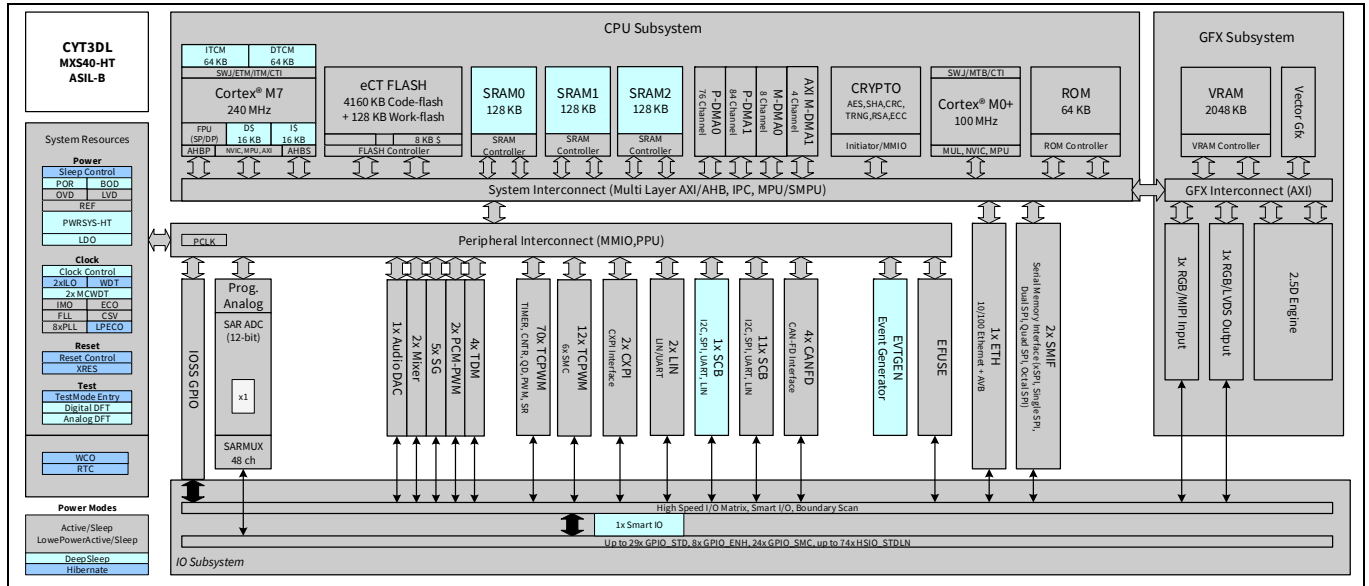 CYT3DL
MXS40-HT
ASIL-B
System Resources
Power
Sleep Control
POR
BOD
OVD
LVD
REF
PWRSYS-HT
LDO
Clock
Clock Control
2xILO
WDT
2x MCWDT
IMO
ECO
FLL
CSV
8xPLL
LPECO
Reset
Reset Control
XRES
Test
TestMode Entry
Digital DFT
Analog DFT
WCO
RTC
Power Modes
Active/Sleep
LowePowerActive/Sleep
DeepSleep
Hibernate
CPU Subsystem
ITCM
64 KB
DTCM
64 KB
SWJ/ETM/ITM/CTI
Cortex® M7
240 MHz
FPU
(SP/DP)
D$
16 KB
I$
16 KB
AHBP
NVIC, MPU, AXI
AHBS
eCT FLASH
4160 KB Code-flash
+ 128 KB Work-flash
8 KB $
FLASH Controller
SRAM0
128 KB
SRAM
Controller
SRAM1
128 KB
SRAM
Controller
SRAM2
128 KB
SRAM
Controller
P-DMA0
76 Channel
P-DMA1
84 Channel
M-DMA0
8 Channel
AXI M-DMA1
4 Channel
CRYPTO
AES,SHA,CRC,
TRNG,RSA,ECC
Initiator/MMIO
SWJ/MTB/CTI
Cortex® M0+
100 MHz
MUL, NVIC, MPU
ROM
64 KB
ROM Controller
System Interconnect (Multi Layer AXI/AHB, IPC, MPU/SMPU)
GFX Subsystem
VRAM
2048 KB
VRAM Controller
Vector Gfx
GFX Interconnect (AXI)
1x RGB/MIPI Input
1x RGB/LVDS Output
2.5D Engine
PCLK
Peripheral Interconnect (MMIO,PPU)
IOSS GPIO
Prog.
Analog
SAR ADC
(12-bit)
x1
SARMUX
48 ch
1x Audio DAC
2x Mixer
5x SG
2x PCM-PWM
4x TDM
70x TCPWM
TIMER, CNTR, QD, PWM, SR
12x TCPWM
6x SMC
2x CXPI
CXPI Interface
2x LIN
LIN/UART
1x SCB
I2C, SPI, UART, LIN
11x SCB
I2C, SPI, UART, LIN
4x CANFD
CAN-FD Interface
EVTGEN
Event Generator
EFUSE
1x ETH
10/100 Ethernet + AVB
2x SMIF
Serial Memory Interface (xSPI, Single SPI,
Dual SPI, Quad SPI, Octal SPI)
High Speed I/O Matrix, Smart I/O, Boundary Scan
1x Smart IO
Up to 29x GPIO_STD, 8x GPIO_ENH, 24x GPIO_SMC, up to 74x HSIO_STDLN
IO Subsystem